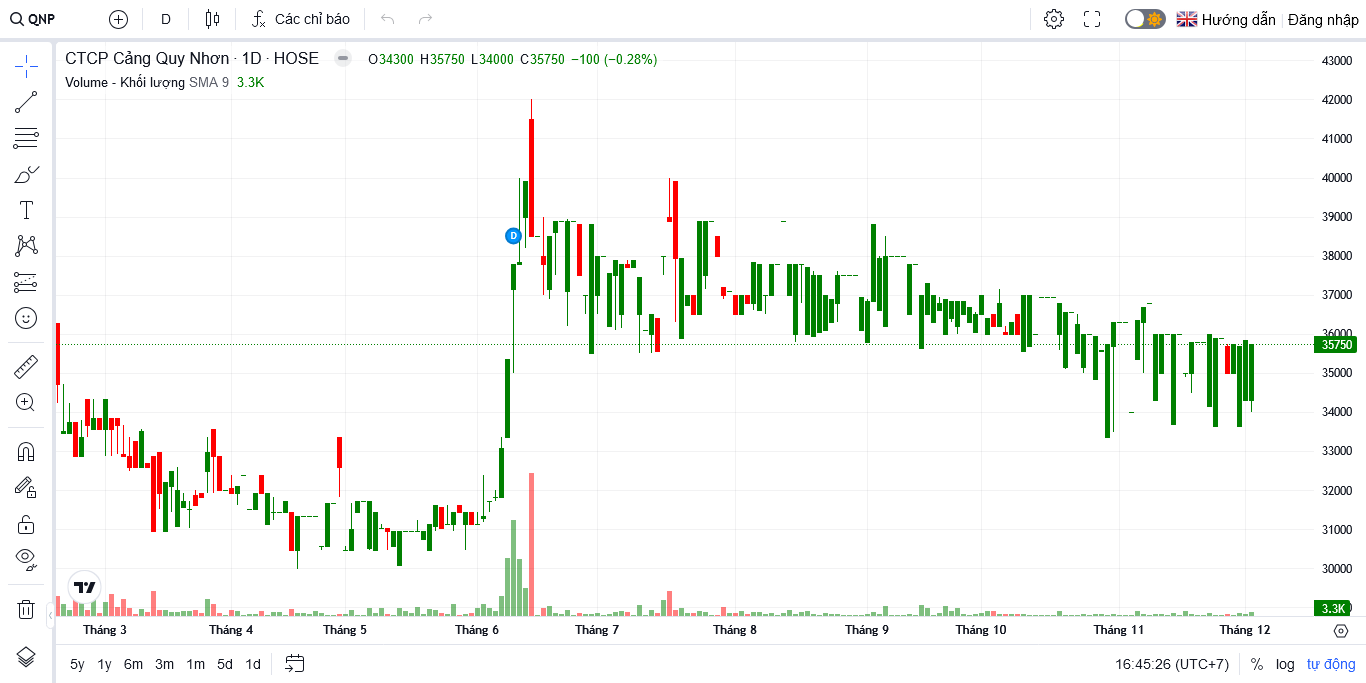 QNP
D
Các chỉ báo
Hướng dẫn
Đăng nhập
CTCP Cảng Quy Nhơn · 1D · HOSE
O34300 H35750 L34000 C35750 −100 (−0.28%)
Volume - Khối lượng SMA 9 3.3K
43000
42000
41000
40000
39000
38000
37000
36000
35750
35000
34000
33000
32000
31000
30000
3.3K
D
Tháng 3
Tháng 4
Tháng 5
Tháng 6
Tháng 7
Tháng 8
Tháng 9
Tháng 10
Tháng 11
Tháng 12
5y 1y 6m 3m 1m 5d 1d
16:45:26 (UTC+7)
% log tự động